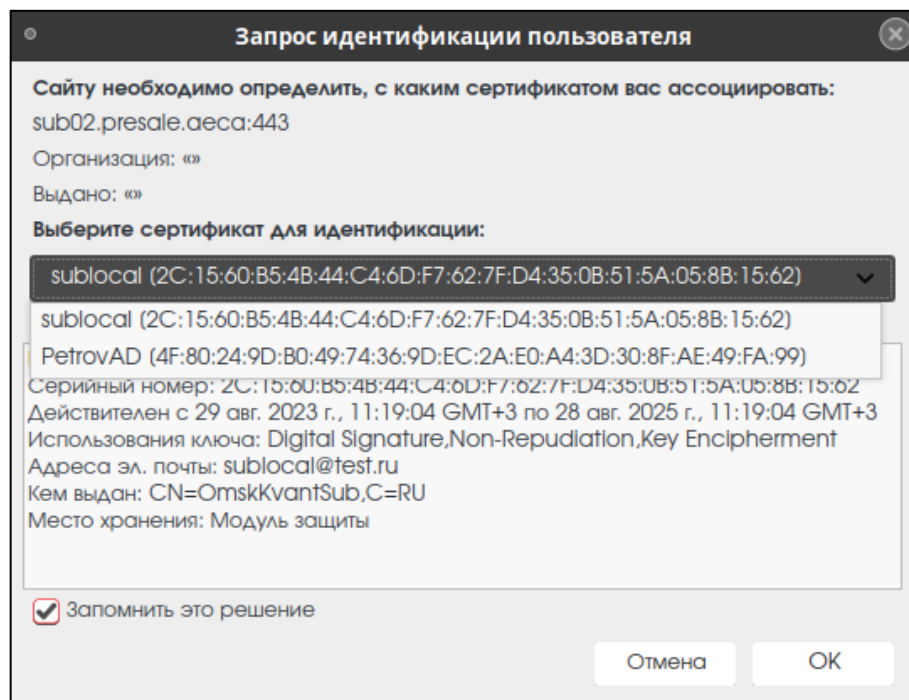 Запрос идентификации пользователя
Сайту необходимо определить, с каким сертификатом вас ассоциировать:
sub02.presale.aeca:443
Организация: «»
Выдано: «»
Выберите сертификат для идентификации:
sublocal (2C:15:60:B5:4B:44:C4:6D:F7:62:7F:D4:35:0B:51:5A:05:8B:15:62)
sublocal (2C:15:60:B5:4B:44:C4:6D:F7:62:7F:D4:35:0B:51:5A:05:8B:15:62)
PetrovAD (4F:80:24:9D:B0:49:74:36:9D:EC:2A:E0:A4:3D:30:8F:AE:49:FA:99)
Серийный номер: 2C:15:60:B5:4B:44:C4:6D:F7:62:7F:D4:35:0B:51:5A:05:8B:15:62
Действителен с 29 авг. 2023 г., 11:19:04 GMT+3 по 28 авг. 2025 г., 11:19:04 GMT+3
Использования ключа: Digital Signature,Non-Repudiation,Key Encipherment
Адреса эл. почты: sublocal@test.ru
Кем выдан: CN=OmskKvantSub,C=RU
Место хранения: Модуль защиты
Запомнить это решение
Отмена
OK